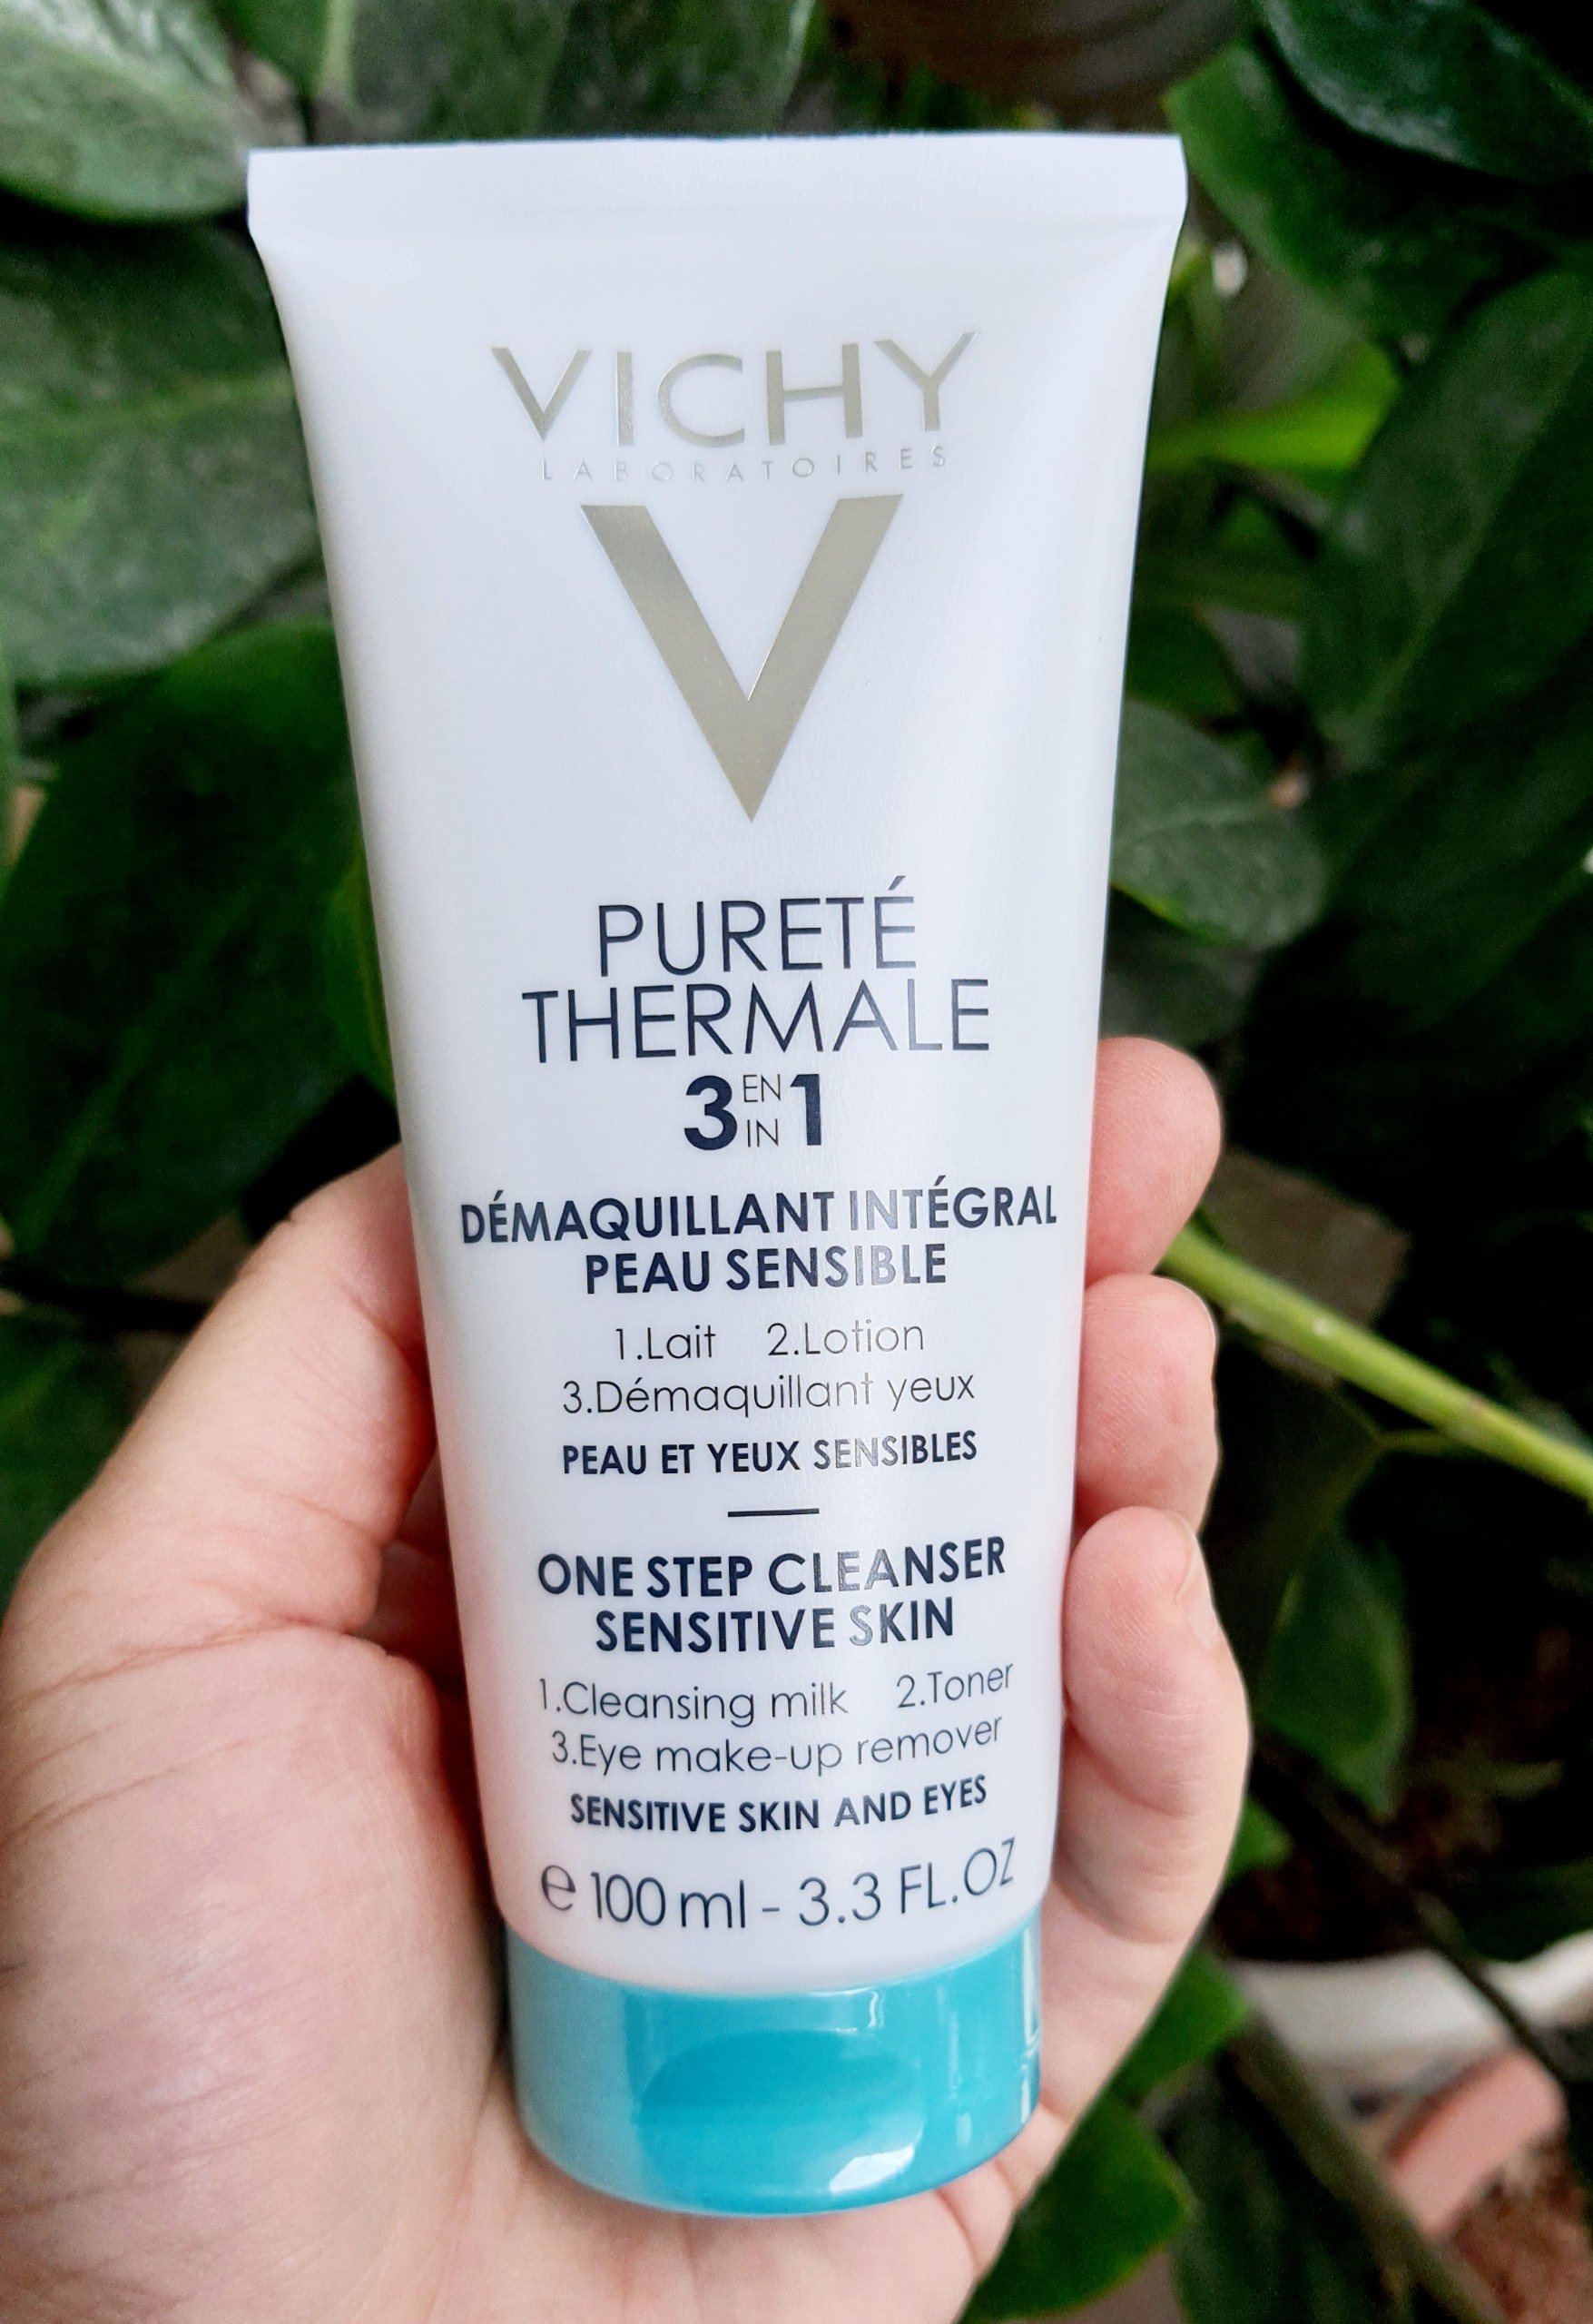 VICHY
LABORATOIRES
V
PURETÉ
THERMALE
3 EN IN 1
DÉMAQUILLANT INTÉGRAL
PEAU SENSIBLE
1.Lait 2.Lotion
3.Démaquillant yeux
PEAU ET YEUX SENSIBLES
ONE STEP CLEANSER
SENSITIVE SKIN
1.Cleansing milk 2.Toner
3.Eye make-up remover
SENSITIVE SKIN AND EYES
℮ 100 ml - 3.3 FL.OZ